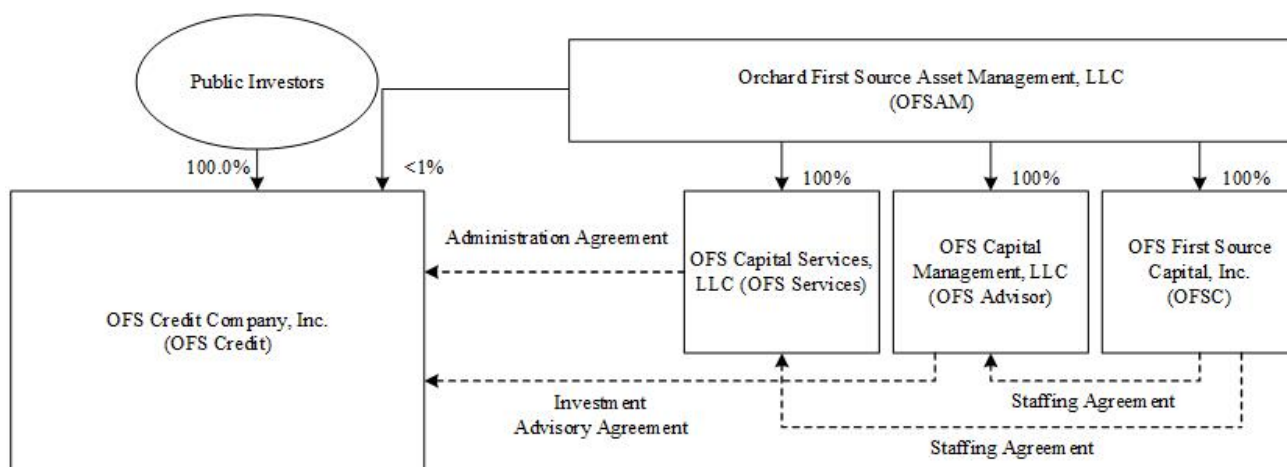 Public Investors
Orchard First Source Asset Management, LLC
(OFSAM)
100.0%
<1%
100%
100%
100%
Administration Agreement
OFS Capital Services,
LLC (OFS Services)
OFS Capital
Management, LLC
(OFS Advisor)
OFS First Source
Capital, Inc.
(OFSC)
OFS Credit Company, Inc.
(OFS Credit)
Investment
Advisory Agreement
Staffing Agreement
Staffing Agreement